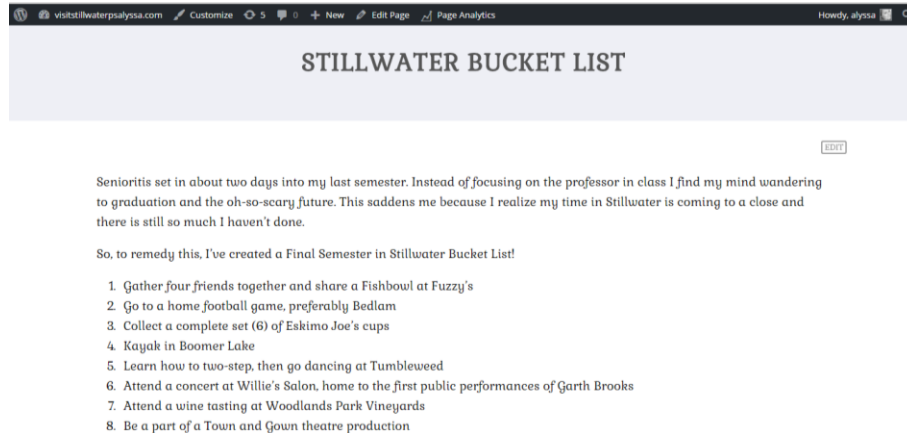 visitstillwaterpsalyssa.com Customize 5 0 New Edit Page Page Analytics Howdy, alyssa
STILLWATER BUCKET LIST
EDIT
Senioritis set in about two days into my last semester. Instead of focusing on the professor in class I find my mind wandering
to graduation and the oh-so-scary future. This saddens me because I realize my time in Stillwater is coming to a close and
there is still so much I haven't done.
So, to remedy this, I've created a Final Semester in Stillwater Bucket List!
1. Gather four friends together and share a Fishbowl at Fuzzy's
2. Go to a home football game, preferably Bedlam
3. Collect a complete set (6) of Eskimo Joe's cups
4. Kayak in Boomer Lake
5. Learn how to two-step, then go dancing at Tumbleweed
6. Attend a concert at Willie's Salon, home to the first public performances of Garth Brooks
7. Attend a wine tasting at Woodlands Park Vineyards
8. Be a part of a Town and Gown theatre production